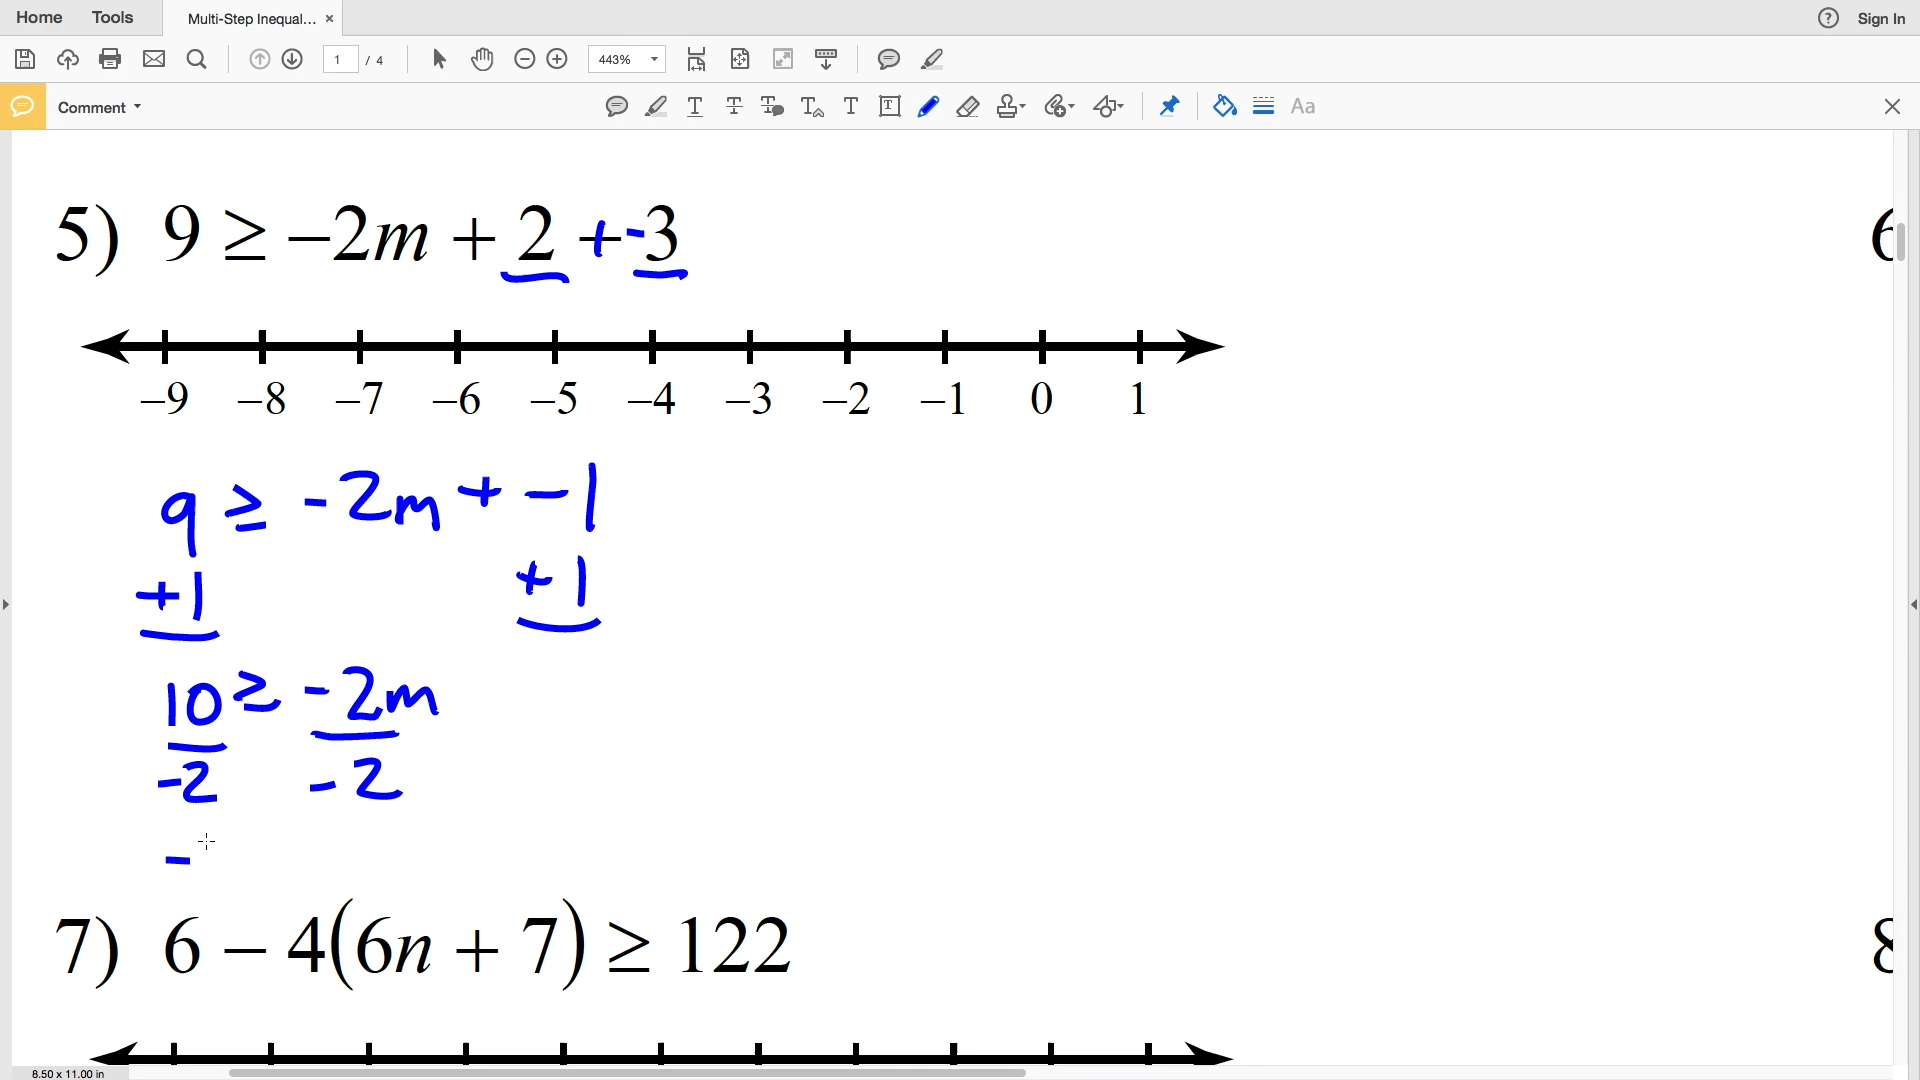 Home Tools Multi-Step Inequal... × ? Sign In
1 / 4 443%
Comment T T T T T T Aa
5) 9 ≥ −2m + 2 + -3
6
−9 −8 −7 −6 −5 −4 −3 −2 −1 0 1
9 ≥ -2m + -1
+1 +1
10 ≥ -2m
-2 -2
-
7) 6 − 4(6n + 7) ≥ 122
8
8.50 x 11.00 in